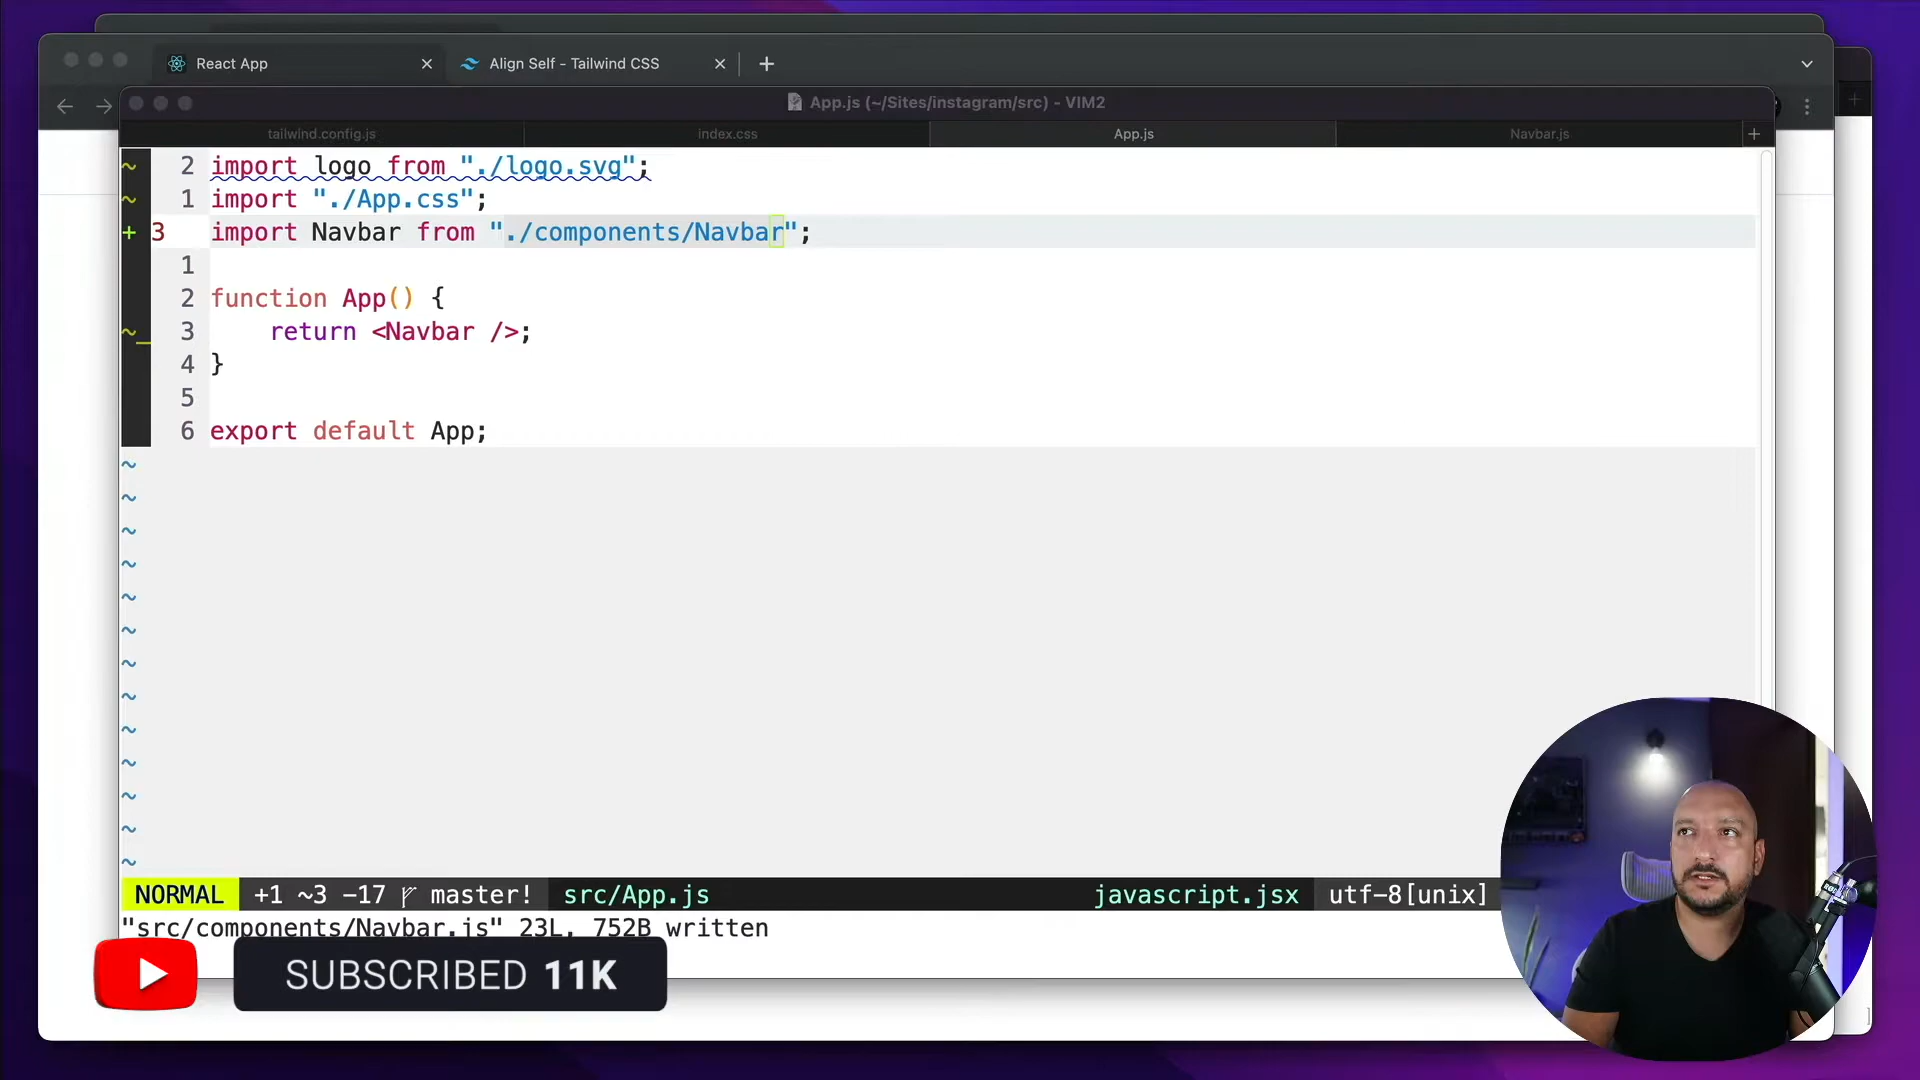 React App
Align Self - Tailwind CSS
App.js (~/Sites/instagram/src) - VIM2
tailwind.config.js
index.css
App.js
Navbar.js
~ 2 import logo from "./logo.svg";
~ 1 import "./App.css";
+ 3 import Navbar from "./components/Navbar";
1
2 function App() {
~_ 3 return <Navbar />;
4 }
5
6 export default App;
~
~
~
~
~
~
~
~
~
~
~
~
~
NORMAL +1 ~3 -17 master! src/App.js javascript.jsx utf-8[unix]
"src/components/Navbar.js" 23L, 752B written
SUBSCRIBED 11K